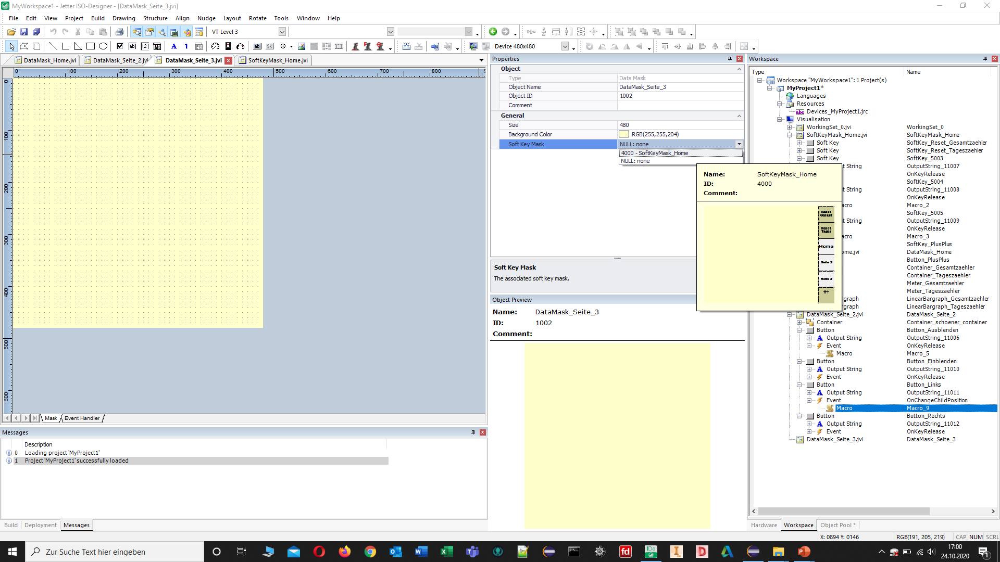 MyWorkspace1 - Jetter ISO-Designer - [DataMask_Seite_3.jvi]
File Edit View Project Build Drawing Structure Align Nudge Layout Rotate Tools Window Help
VT Level 3
Device 480x480
DataMask_Home.jvi DataMask_Seite_2.jvi DataMask_Seite_3.jvi SoftKeyMask_Home.jvi
0 100 200 300 400 500 600 700 800
0
100
200
300
400
500
600
Mask Event Handler
Properties
Object
Type Data Mask
Object Name DataMask_Seite_3
Object ID 1002
Comment
General
Size 480
Background Color RGB(255,255,204)
Soft Key Mask NULL: none
4000 - SoftKeyMask_Home
NULL: none
Soft Key Mask
The associated soft key mask.
Object Preview
Name: DataMask_Seite_3
ID: 1002
Comment:
Name: SoftKeyMask_Home
ID: 4000
Comment:
Reset
Gesamt
Reset
Tages
Home
Seite 2
Seite 3
++
Workspace
Type Name
Workspace "MyWorkspace1": 1 Project(s)
MyProject1*
Languages
Resources
abc Devices_MyProject1.jrc
Visualisation
WorkingSet_0.jvi WorkingSet_0
SoftKeyMask_Home.jvi SoftKeyMask_Home
Soft Key SoftKey_Reset_Gesamtzaehler
Soft Key SoftKey_Reset_Tageszaehler
Soft Key SoftKey_5003
t String OutputString_11007
OnKeyRelease
SoftKey_5004
t String OutputString_11008
OnKeyRelease
acro Macro_2
SoftKey_5005
t String OutputString_11009
OnKeyRelease
acro Macro_3
SoftKey_PlusPlus
ome.jvi DataMask_Home
Button_PlusPlus
Container_Gesamtzaehler
Container_Tageszaehler
Meter_Gesamtzaehler
Meter_Tageszaehler
rgraph LinearBargraph_Gesamtzaehler
rgraph LinearBargraph_Tageszaehler
DataMask_Seite_2.jvi DataMask_Seite_2
Container Container_schoener_container
Button Button_Ausblenden
Output String OutputString_11006
Event OnKeyRelease
Macro Macro_5
Button Button_Einblenden
Output String OutputString_11010
Event OnKeyRelease
Button Button_Links
Output String OutputString_11011
Event OnChangeChildPosition
Macro Macro_9
Button Button_Rechts
Output String OutputString_11012
Event OnKeyRelease
DataMask_Seite_3.jvi DataMask_Seite_3
Hardware Workspace Object Pool *
Messages
Description
0 Loading project 'MyProject1'
1 Project 'MyProject1' successfully loaded
Build Deployment Messages
X: 0894 Y: 0146 RGB(191, 205, 219) CAP NUM SCRL
Zur Suche Text hier eingeben
17:00
24.10.2020
1